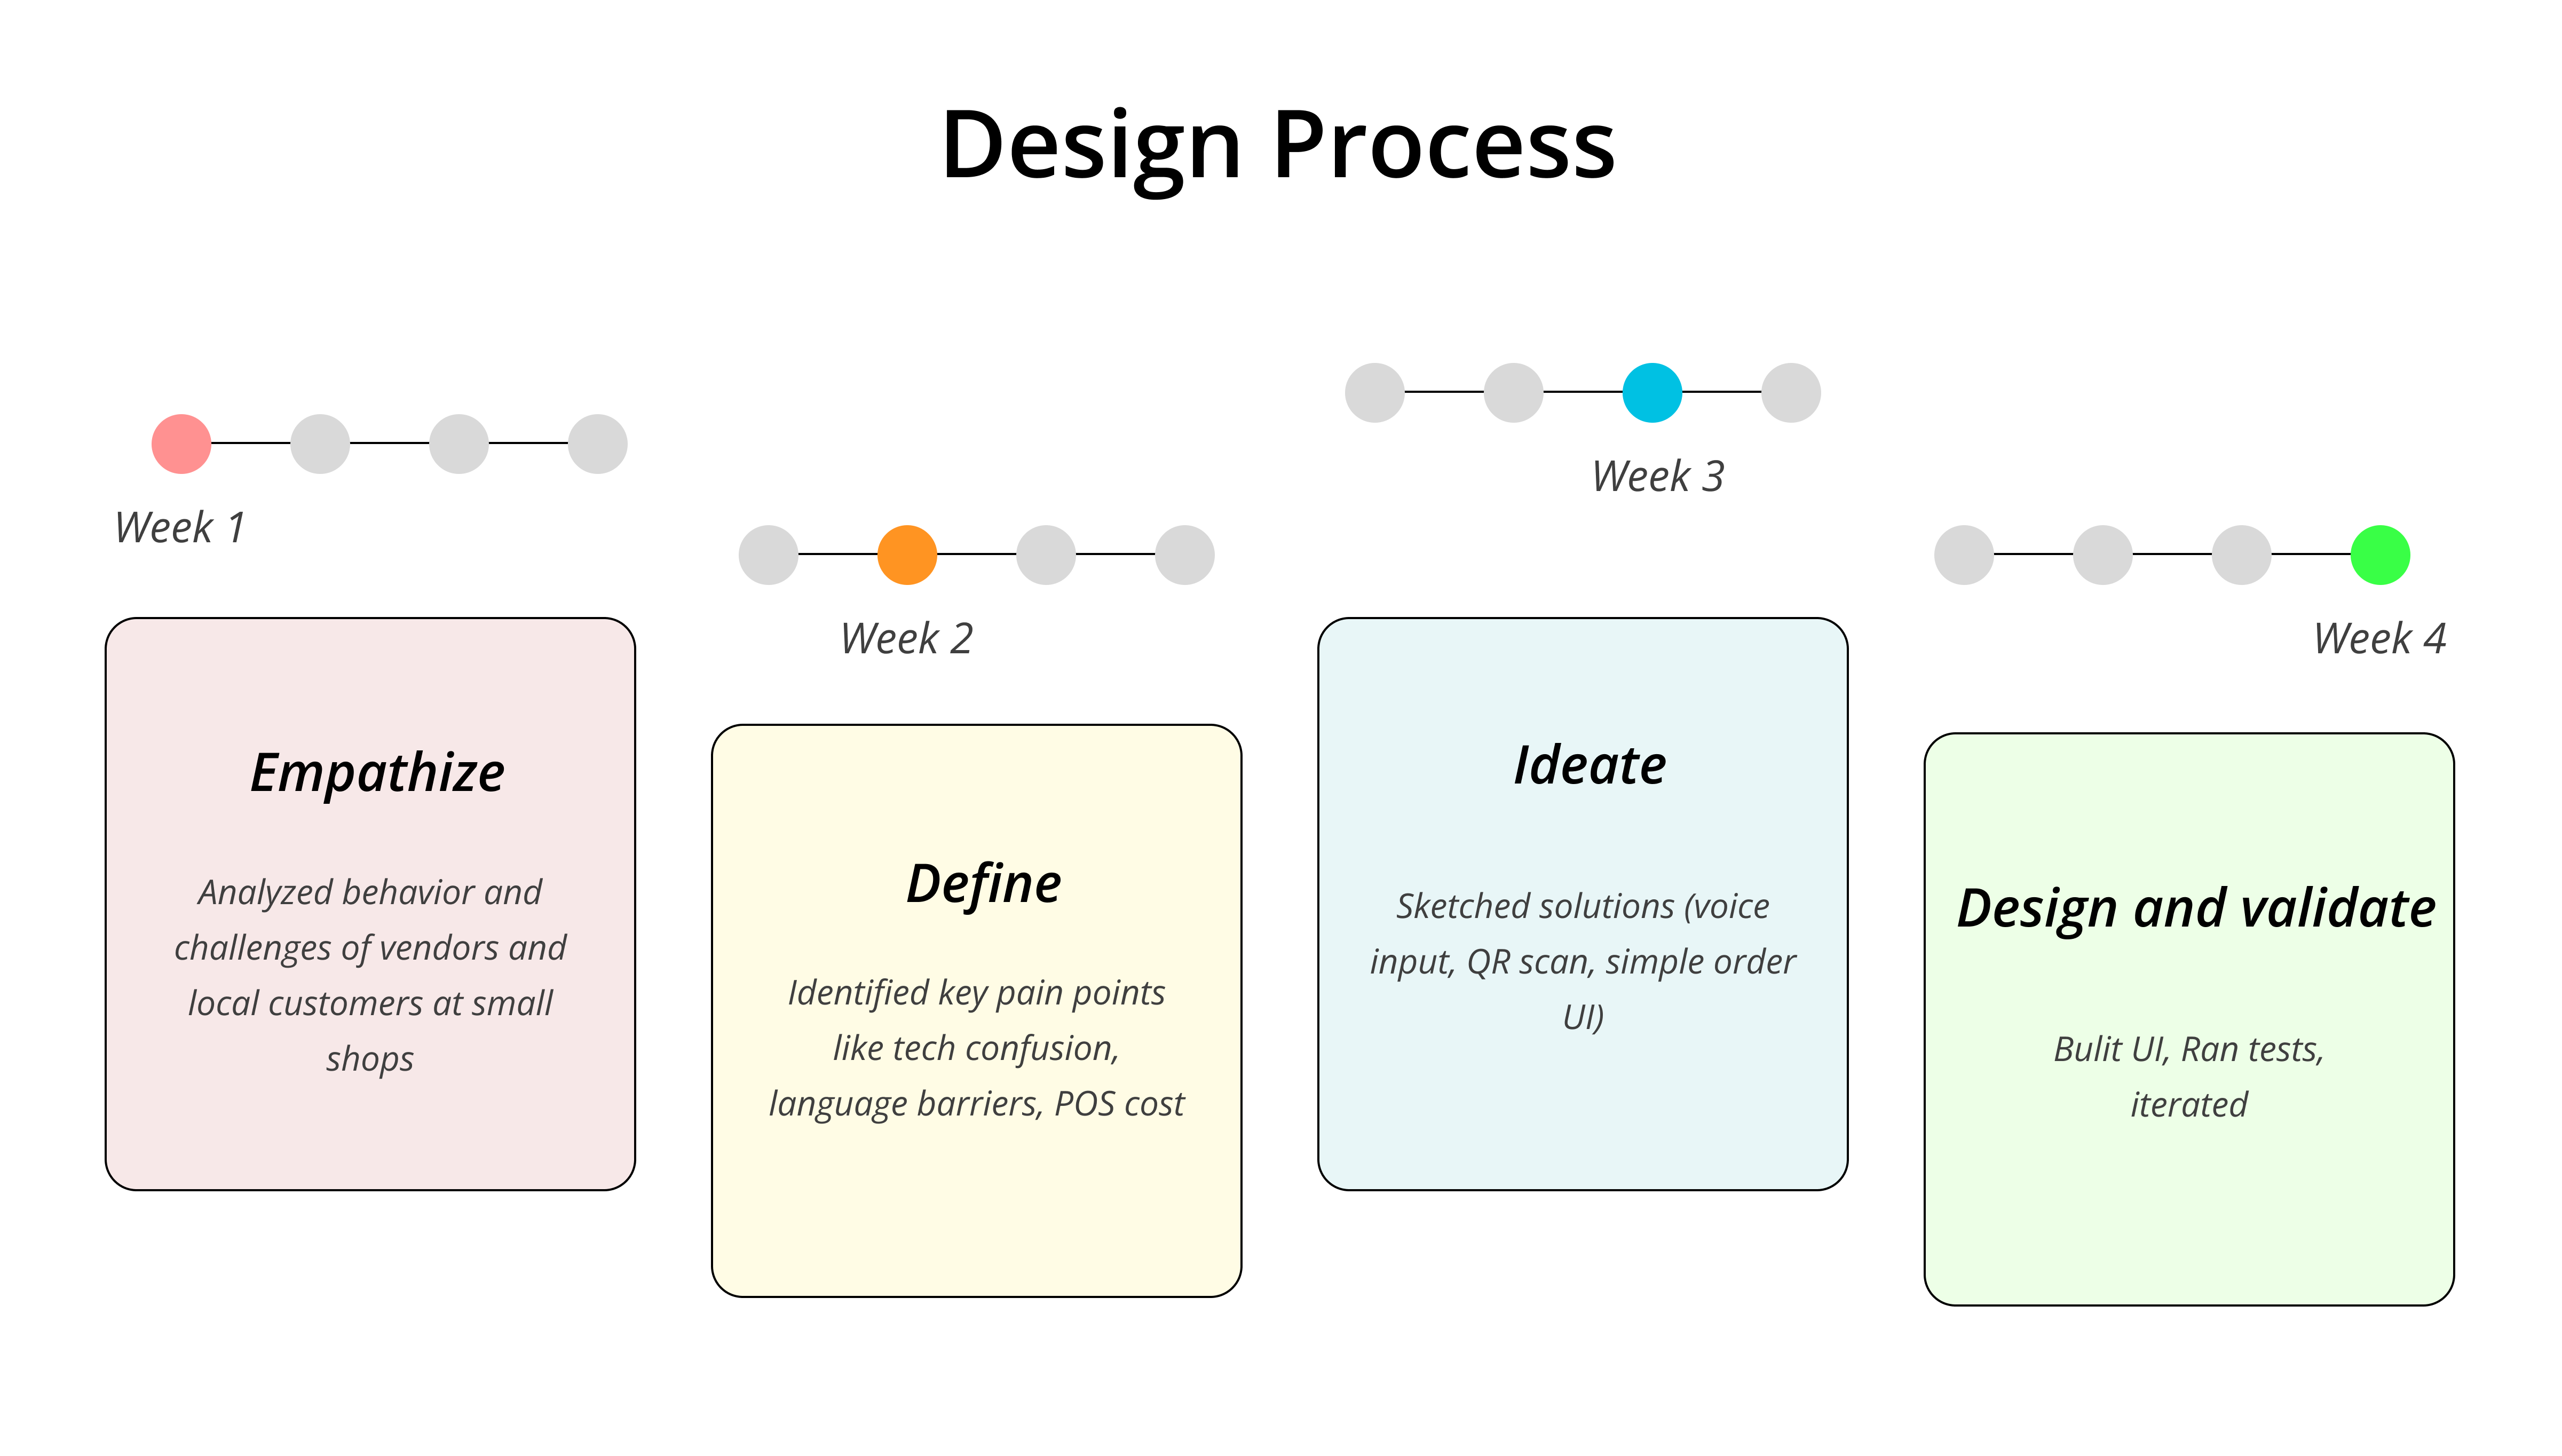 Design Process
Week 1
Empathize
Analyzed behavior and
challenges of vendors and
local customers at small
shops
Week 2
Define
Identified key pain points
like tech confusion,
language barriers, POS cost
Week 3
Ideate
Sketched solutions (voice
input, QR scan, simple order
UI)
Week 4
Design and validate
Bulit UI, Ran tests,
iterated